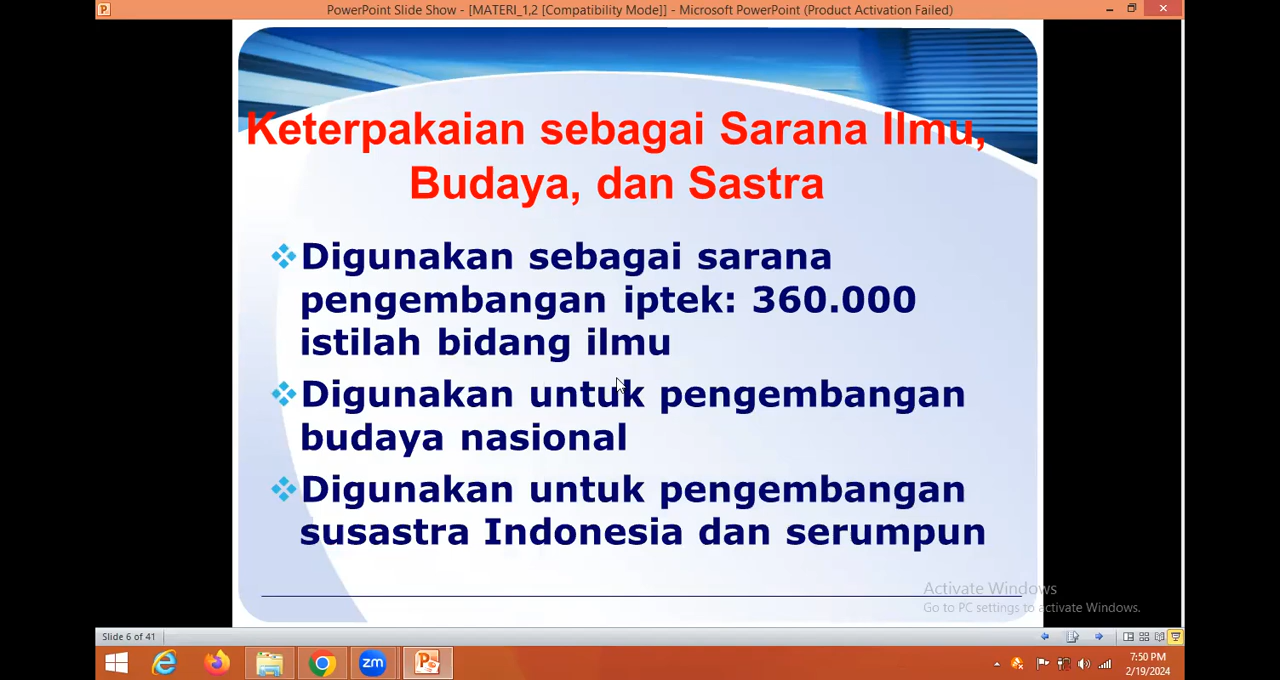 PowerPoint Slide Show - [MATERI_1,2 [Compatibility Mode]] - Microsoft PowerPoint (Product Activation Failed)
Keterpakaian sebagai Sarana Ilmu,
Budaya, dan Sastra
Digunakan sebagai sarana
pengembangan iptek: 360.000
istilah bidang ilmu
Digunakan untuk pengembangan
budaya nasional
Digunakan untuk pengembangan
susastra Indonesia dan serumpun
Activate Windows
Go to PC settings to activate Windows.
Slide 6 of 41
zm
7:50 PM
2/19/2024